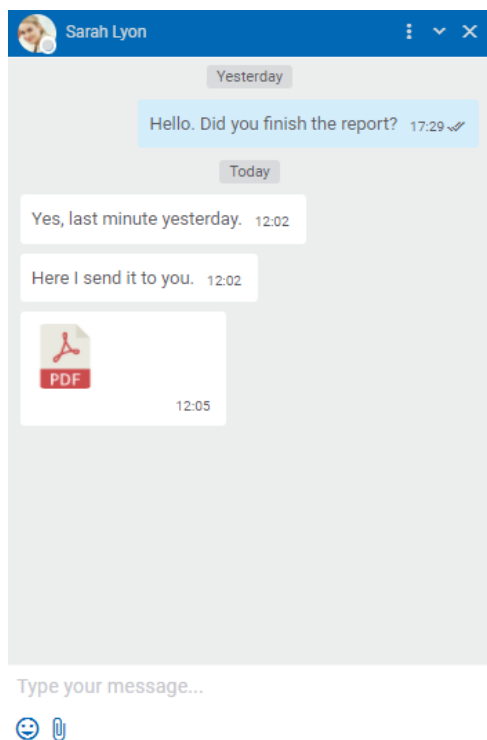 Sarah Lyon
Yesterday
Hello. Did you finish the report? 17:29
Today
Yes, last minute yesterday. 12:02
Here I send it to you. 12:02
PDF
12:05
Type your message...